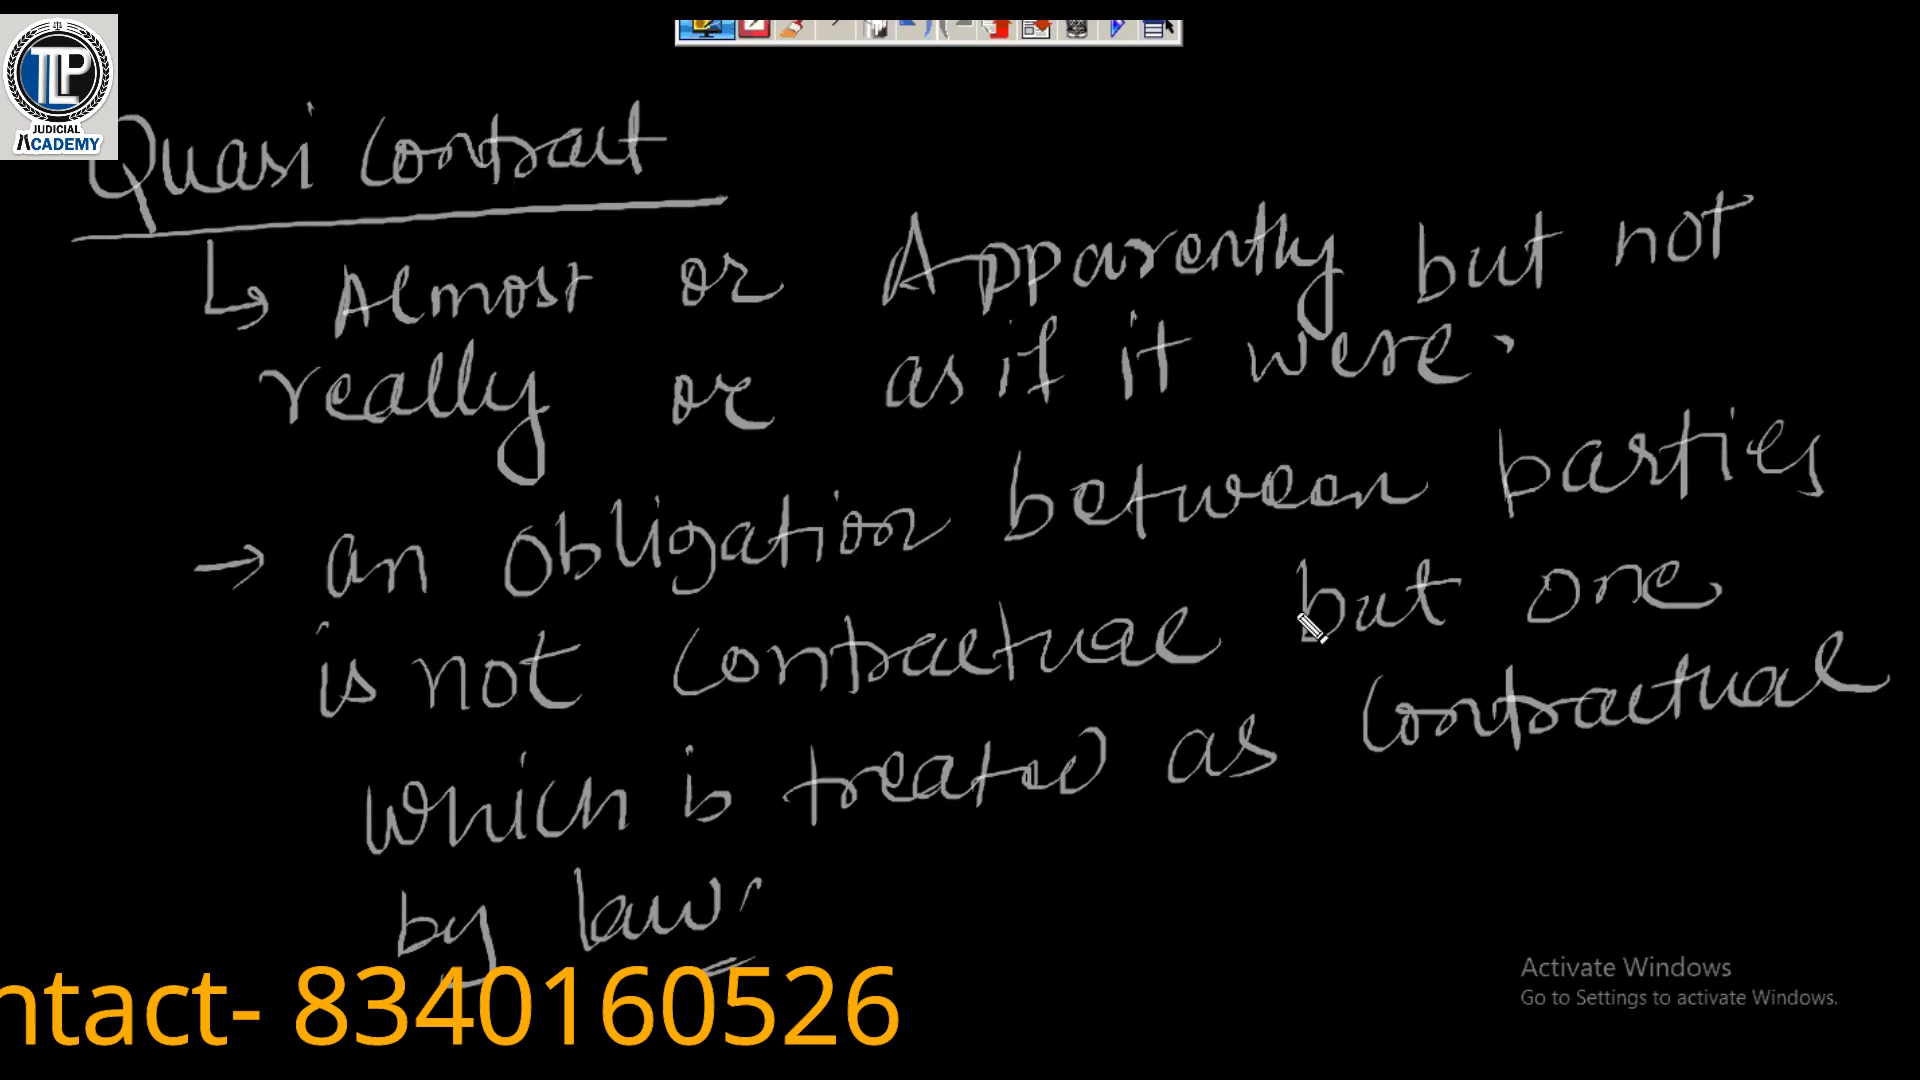 TLP
JUDICIAL
ACADEMY
Quasi Contract
↳ Almost or Apparently but not
really or as if it were.
→ an obligation between parties
is not contractual but one
which is treated as contractual
by law.
ntact- 8340160526
Activate Windows
Go to Settings to activate Windows.